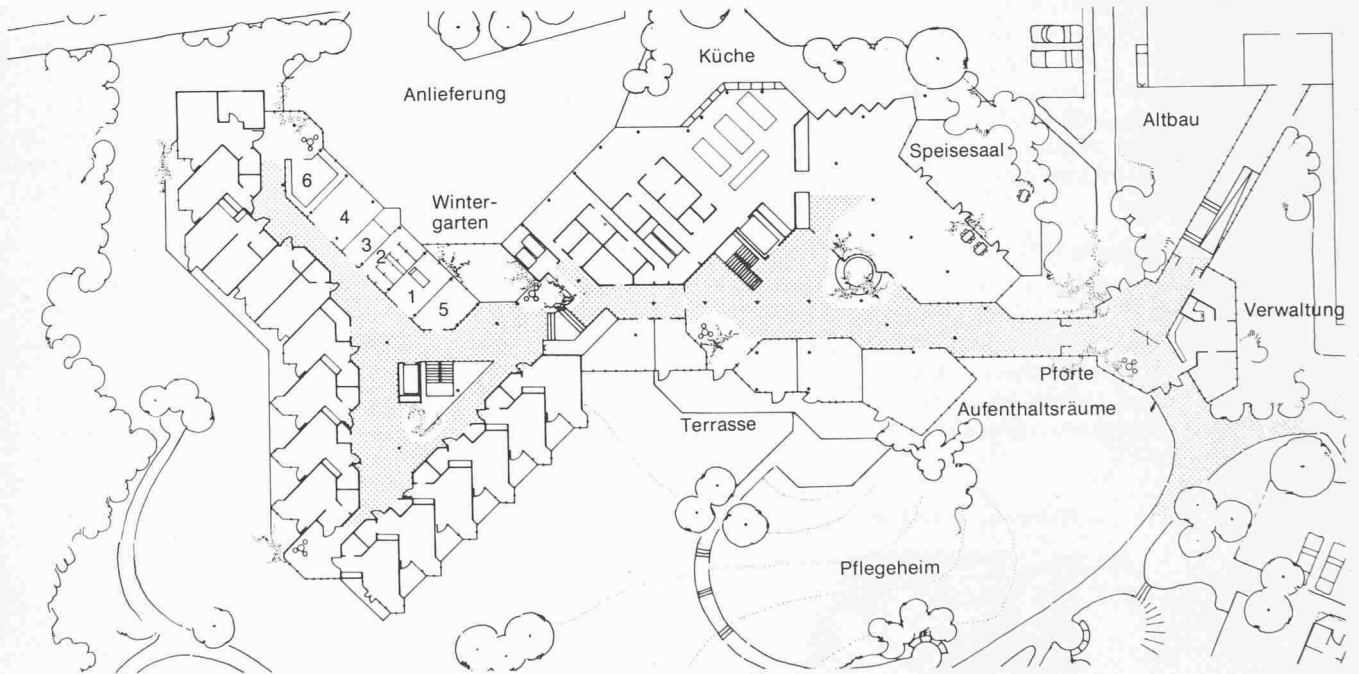 Küche
Anlieferung
Altbau
Speisesaal
6
4
Winter-
garten
3
2
1
5
Verwaltung
Pforte
Aufenthaltsräume
Terrasse
Pflegeheim